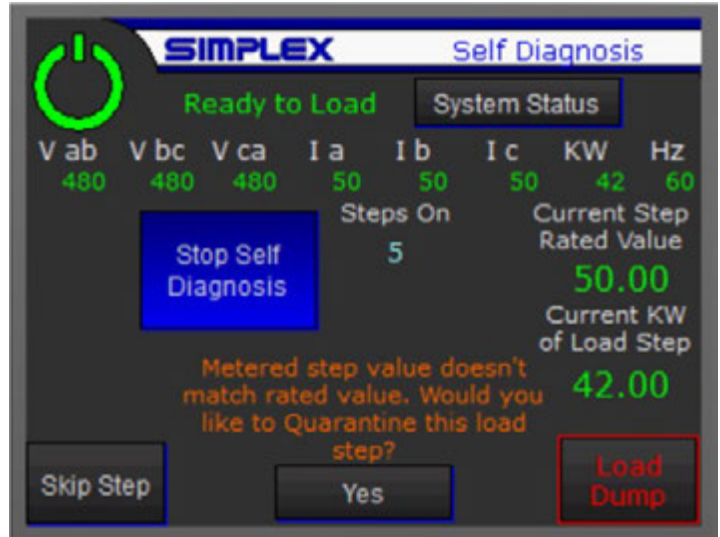 SIMPLEX Self Diagnosis
Ready to Load System Status
V ab V bc V ca I a I b I c KW Hz
480 480 480 50 50 50 42 60
Steps On
5
Stop Self
Diagnosis
Current Step
Rated Value
50.00
Current KW
of Load Step
42.00
Metered step value doesn't
match rated value. Would you
like to Quarantine this load
step?
Skip Step
Yes
Load
Dump